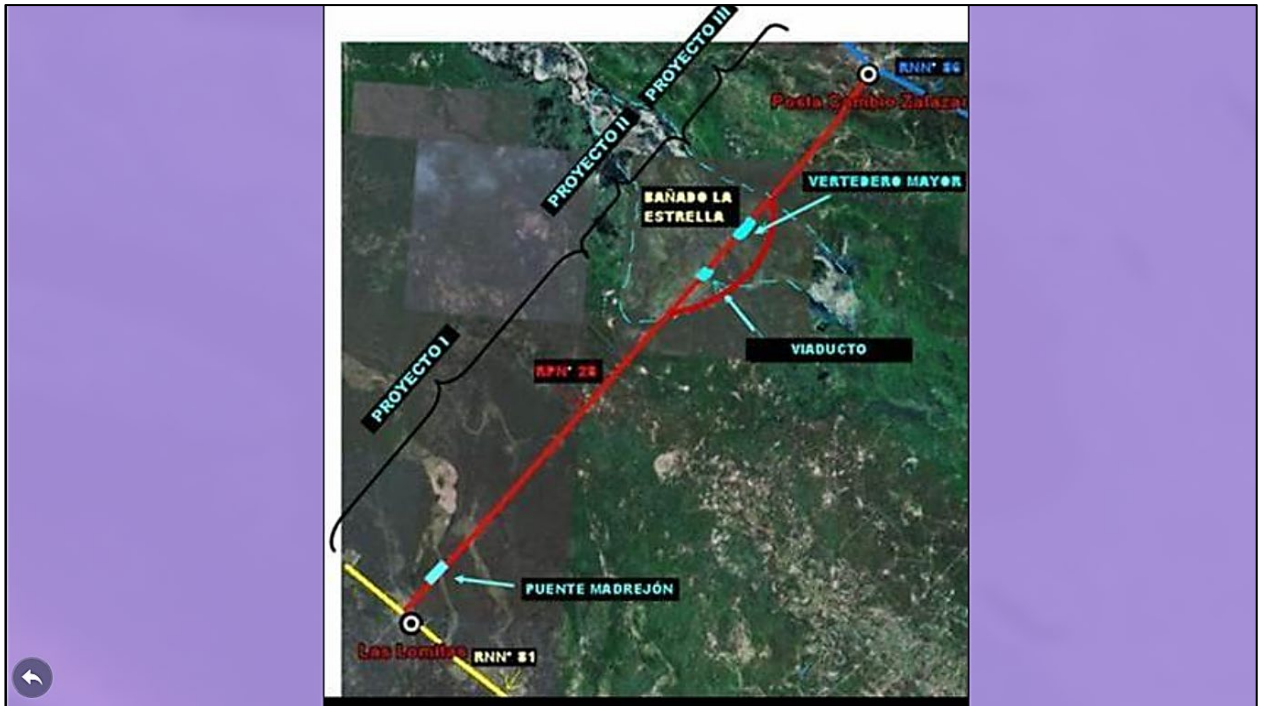 PROYECTO III
RNN° 86
Posta Cambio Zalazar
PROYECTO II
VERTEDERO MAYOR
BAÑADO LA
ESTRELLA
PROYECTO I
VIADUCTO
RPN° 28
PUENTE MADREJÓN
Las Lomitas
RNN° 81